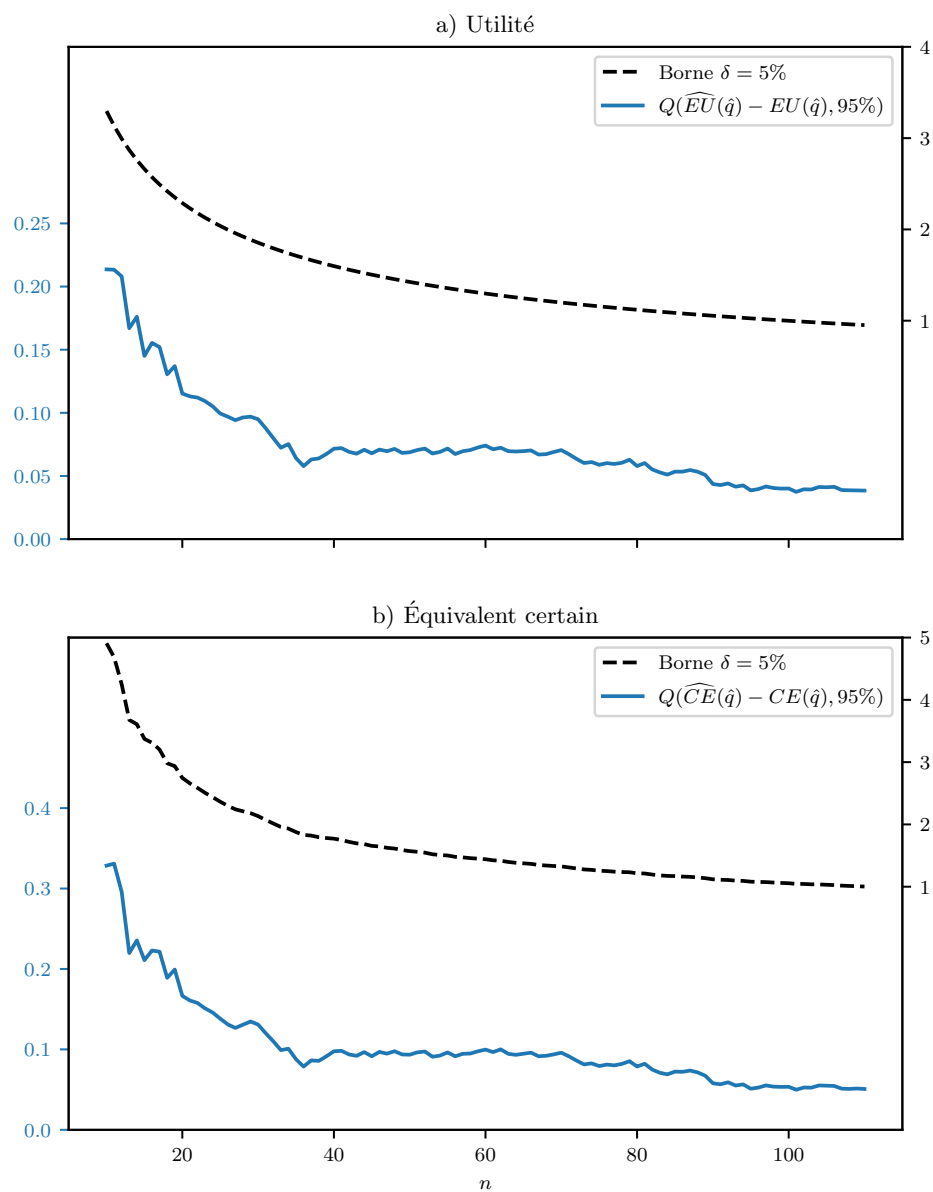 a) Utilité
Borne δ = 5%
Q(\widehat{EU}(q̂) − EU(q̂), 95%)
4
3
2
1
0.25
0.20
0.15
0.10
0.05
0.00
b) Équivalent certain
Borne δ = 5%
Q(\widehat{CE}(q̂) − CE(q̂), 95%)
5
4
3
2
1
0.4
0.3
0.2
0.1
0.0
20 40 60 80 100
n